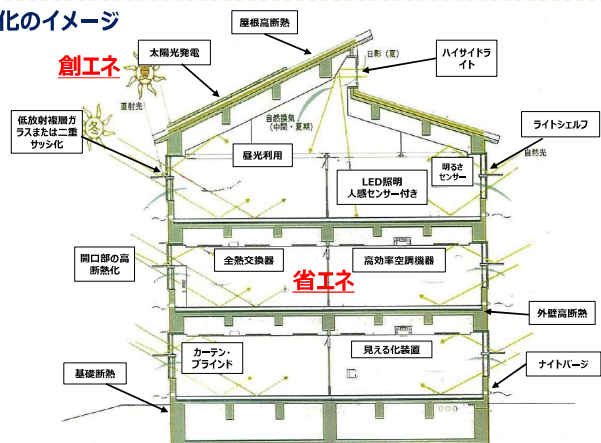 化のイメージ
屋根高断熱
太陽光発電
日影（夏）
ハイサイドラ
イト
創エネ
直射光
自然換気
（中間・夏期）
低放射複層ガ
ラスまたは二重
サッシ化
昼光利用
LED照明
人感センサー付き
明るさ
センサー
ライトシェルフ
自然光
開口部の高
断熱化
全熱交換器
高効率空調機器
省エネ
外壁高断熱
カーテン・
ブラインド
見える化装置
基礎断熱
ナイトパージ